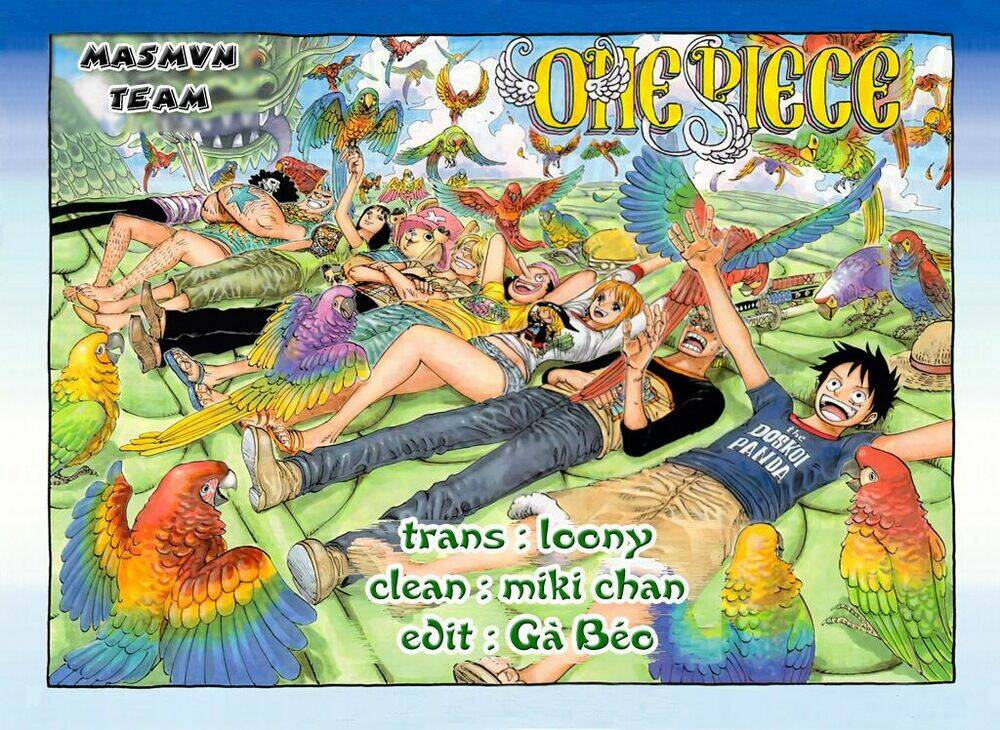 MASMVN
TEAM
ONE PIECE
the
DOSKOI
PANDA
trans : loony
clean : miki chan
edit : Gà Béo